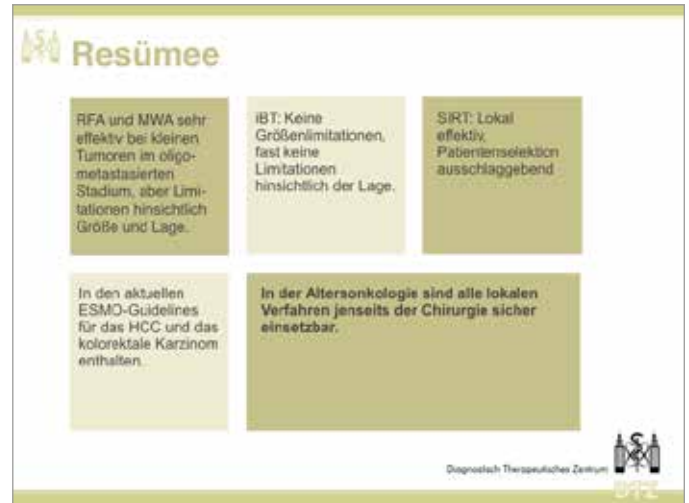 Resümee
RFA und MWA sehr
effektiv bei kleinen
Tumoren im oligo-
metastasierten
Stadium, aber Limi-
tationen hinsichtlich
Größe und Lage.
iBT: Keine
Größenlimitationen,
fast keine
Limitationen
hinsichtlich der Lage.
SIRT: Lokal
effektiv,
Patientenselektion
ausschlaggebend
In den aktuellen
ESMO-Guidelines
für das HCC und das
kolorektale Karzinom
enthalten.
In der Altersonkologie sind alle lokalen
Verfahren jenseits der Chirurgie sicher
einsetzbar.
Diagnostisch Therapeutisches Zentrum
DTZ